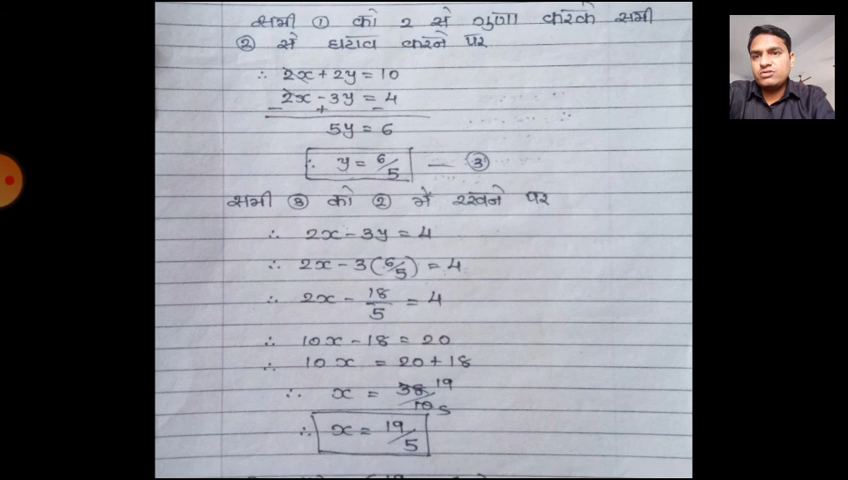 समी ① को 2 से गुणा करके समी
② से घटाव करने पर
∴ 2x + 2y = 10
2x - 3y = 4
- + -
5y = 6
∴ y = 6/5 — ③
समी ③ को ② में रखने पर
∴ 2x - 3y = 4
∴ 2x - 3(6/5) = 4
∴ 2x - 18/5 = 4
∴ 10x - 18 = 20
∴ 10x = 20 + 18
∴ x = 38/10 19/5
∴ x = 19/5